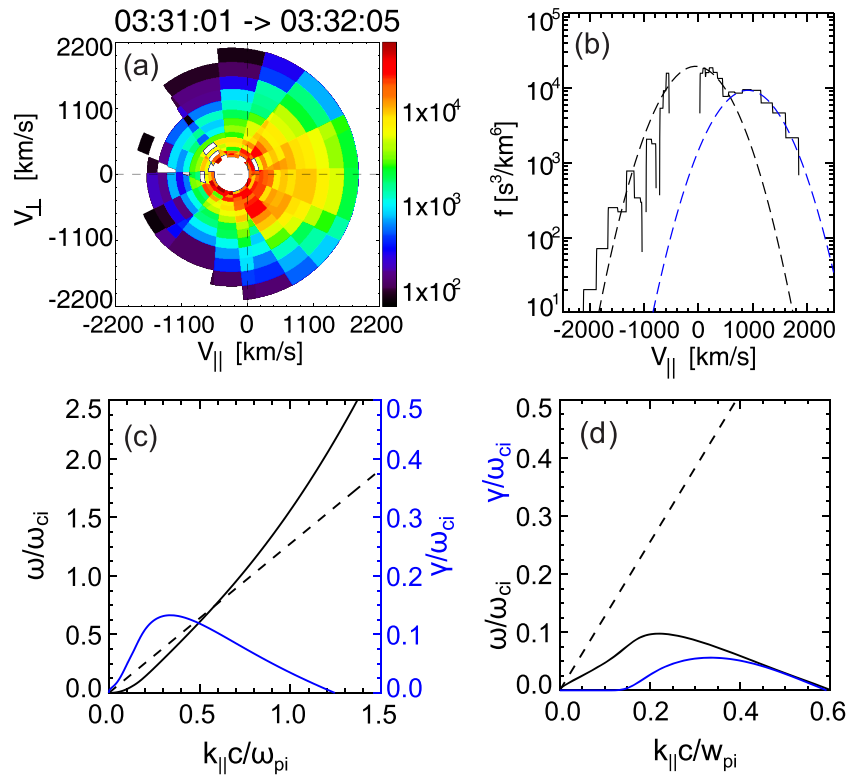 03:31:01 -> 03:32:05
(a)
2200
1100
0
-1100
-2200
V⊥ [km/s]
-2200 -1100 0 1100 2200
V|| [km/s]
1x10⁴
1x10³
1x10²
(b)
10⁵
10⁴
10³
10²
10¹
f [s³/km⁶]
-2000 -1000 0 1000 2000
V|| [km/s]
(c)
2.5
2.0
1.5
1.0
0.5
0.0
ω/ω_ci
0.5
0.4
0.3
0.2
0.1
0.0
γ/ω_ci
0.0 0.5 1.0 1.5
k||c/ω_pi
(d)
0.5
0.4
0.3
0.2
0.1
0.0
γ/ω_ci
ω/ω_ci
0.0 0.2 0.4 0.6
k||c/w_pi